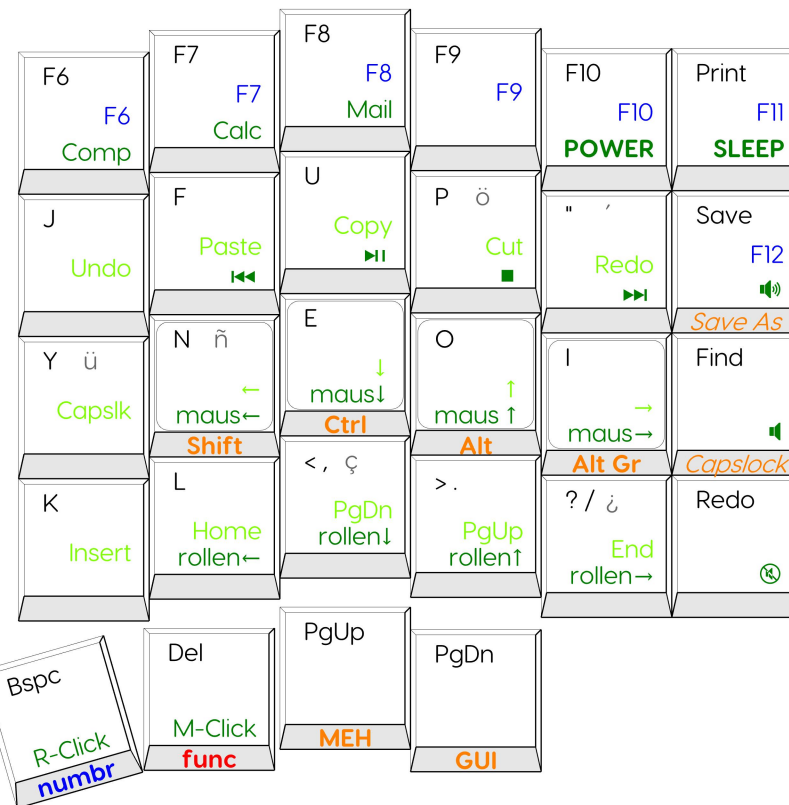 F6
F6
Comp
F7
F7
Calc
F8
F8
Mail
F9
F9
F10
F10
POWER
Print
F11
SLEEP
J
Undo
F
Paste
U
Copy
P ö
Cut
" ´
Redo
Save
F12
Save As
Y ü
Capslk
N ñ
←
maus←
Shift
E
↓
maus↓
Ctrl
O
↑
maus ↑
Alt
I
→
maus→
Alt Gr
Find
Capslock
K
Insert
L
Home
rollen←
< , ç
PgDn
rollen↓
> .
PgUp
rollen↑
? / ¿
End
rollen→
Redo
Bspc
R-Click
numbr
Del
M-Click
func
PgUp
MEH
PgDn
GUI